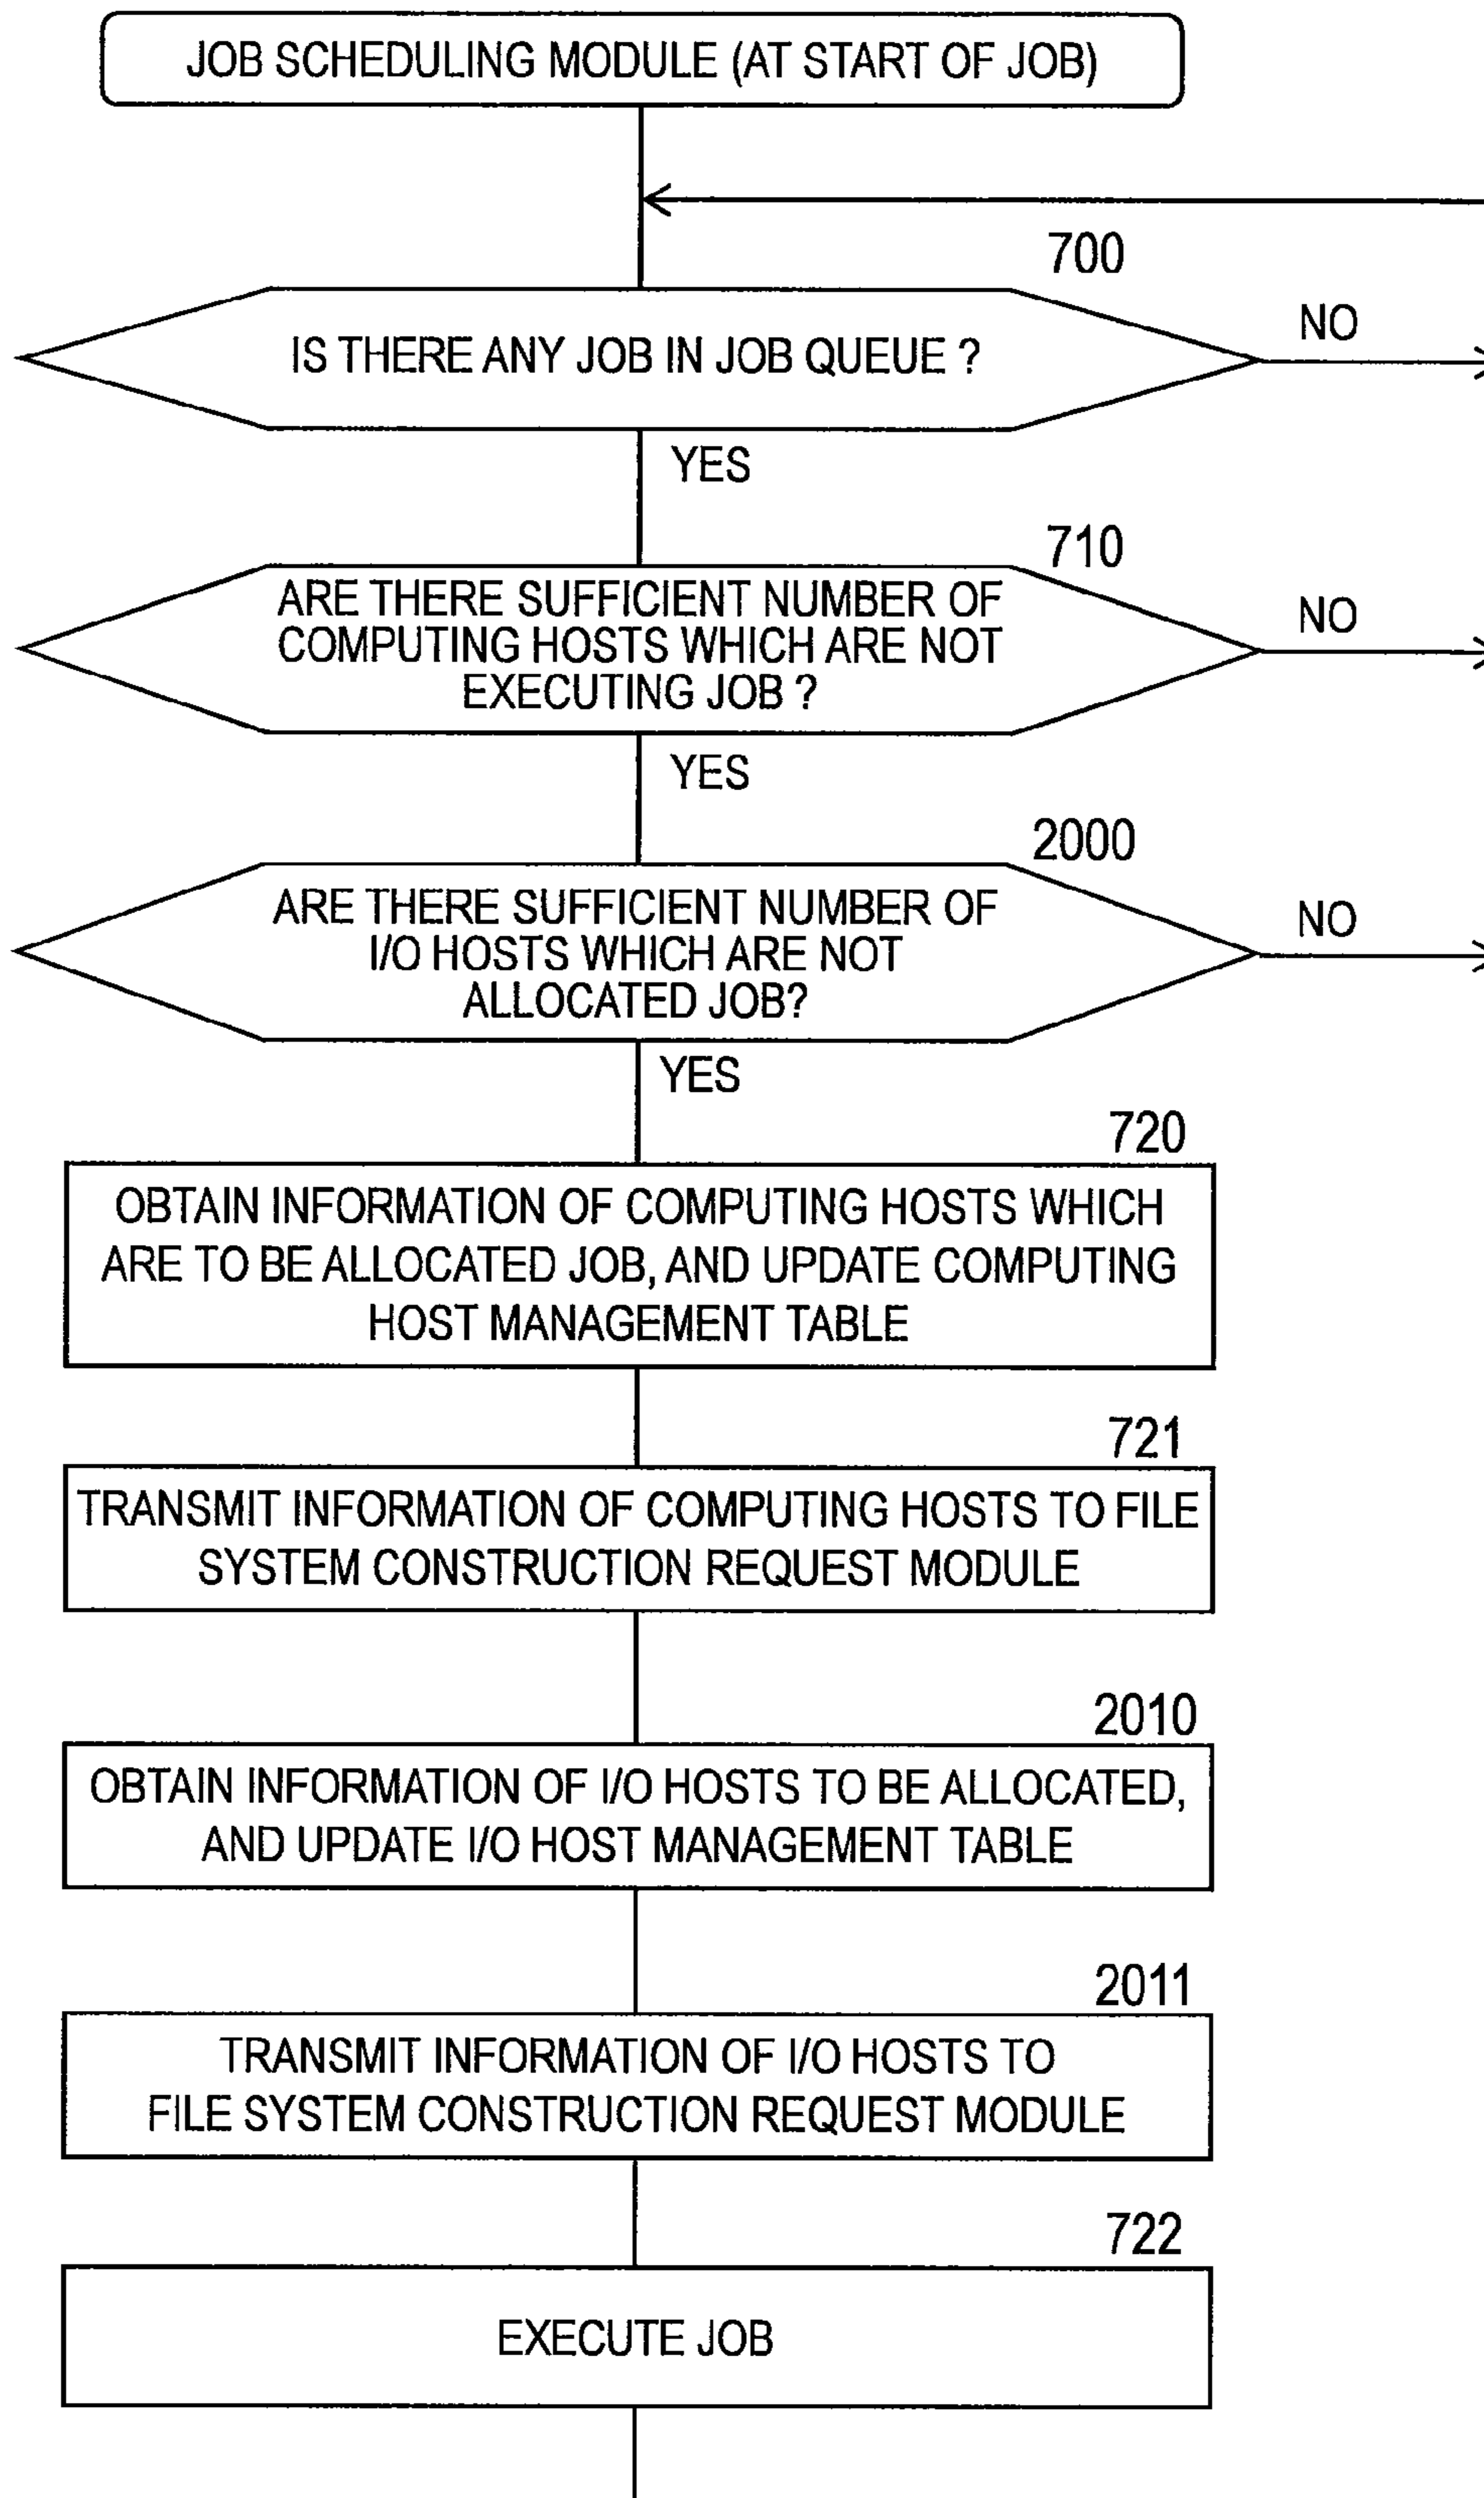 JOB SCHEDULING MODULE (AT START OF JOB)
700
IS THERE ANY JOB IN JOB QUEUE ?
NO
YES
710
ARE THERE SUFFICIENT NUMBER OF
COMPUTING HOSTS WHICH ARE NOT
EXECUTING JOB ?
NO
YES
2000
ARE THERE SUFFICIENT NUMBER OF
I/O HOSTS WHICH ARE NOT
ALLOCATED JOB?
NO
YES
720
OBTAIN INFORMATION OF COMPUTING HOSTS WHICH
ARE TO BE ALLOCATED JOB, AND UPDATE COMPUTING
HOST MANAGEMENT TABLE
721
TRANSMIT INFORMATION OF COMPUTING HOSTS TO FILE
SYSTEM CONSTRUCTION REQUEST MODULE
2010
OBTAIN INFORMATION OF I/O HOSTS TO BE ALLOCATED,
AND UPDATE I/O HOST MANAGEMENT TABLE
2011
TRANSMIT INFORMATION OF I/O HOSTS TO
FILE SYSTEM CONSTRUCTION REQUEST MODULE
722
EXECUTE JOB